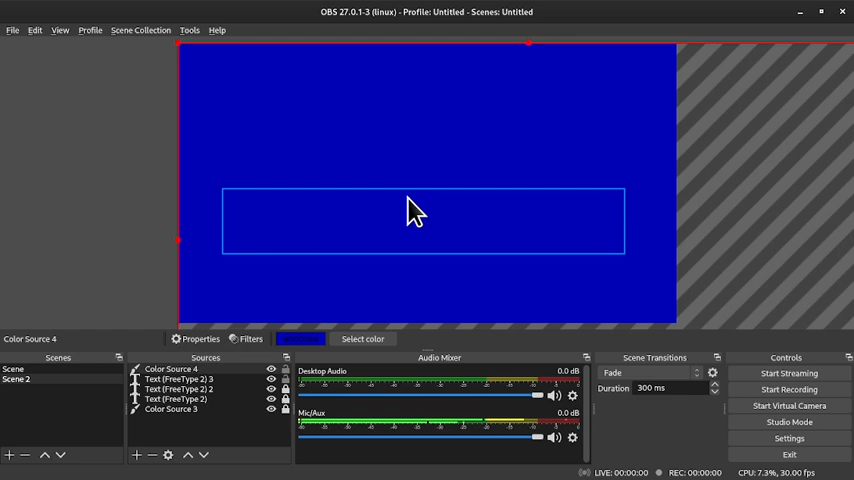 OBS 27.0.1-3 (linux) - Profile: Untitled - Scenes: Untitled
File Edit View Profile Scene Collection Tools Help
Color Source 4 Properties Filters Select color
Scenes Sources Audio Mixer Scene Transitions Controls
Scene
Scene 2
Color Source 4
Text (FreeType 2) 3
Text (FreeType 2) 2
Text (FreeType 2)
Color Source 3
Desktop Audio 0.0 dB
Mic/Aux 0.0 dB
Fade
Duration 300 ms
Start Streaming
Start Recording
Start Virtual Camera
Studio Mode
Settings
Exit
LIVE: 00:00:00 REC: 00:00:00 CPU: 7.3%, 30.00 fps